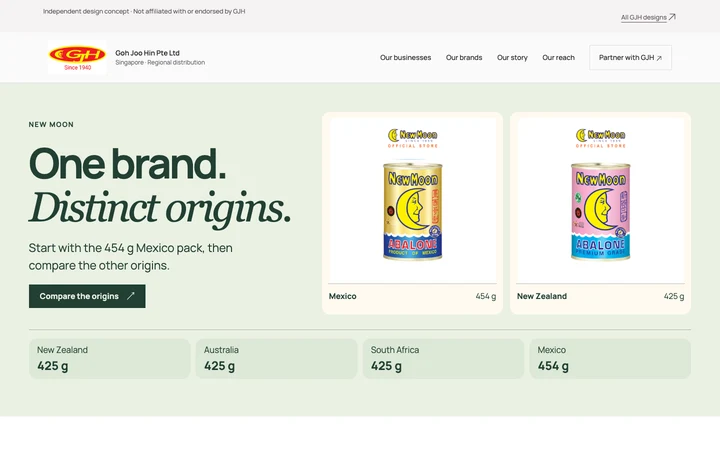 Independent design concept · Not affiliated with or endorsed by GJH
All GJH designs
GJH
Since 1940
Goh Joo Hin Pte Ltd
Singapore · Regional distribution
Our businesses
Our brands
Our story
Our reach
Partner with GJH
NEW MOON
One brand.
Distinct origins.
Start with the 454 g Mexico pack, then
compare the other origins.
Compare the origins
New Moon
OFFICIAL STORE
New Moon
ABALONE
PRODUCT OF MEXICO
Mexico
454 g
New Moon
OFFICIAL STORE
New Moon
ABALONE
PREMIUM GRADE
New Zealand
425 g
New Zealand
425 g
Australia
425 g
South Africa
425 g
Mexico
454 g